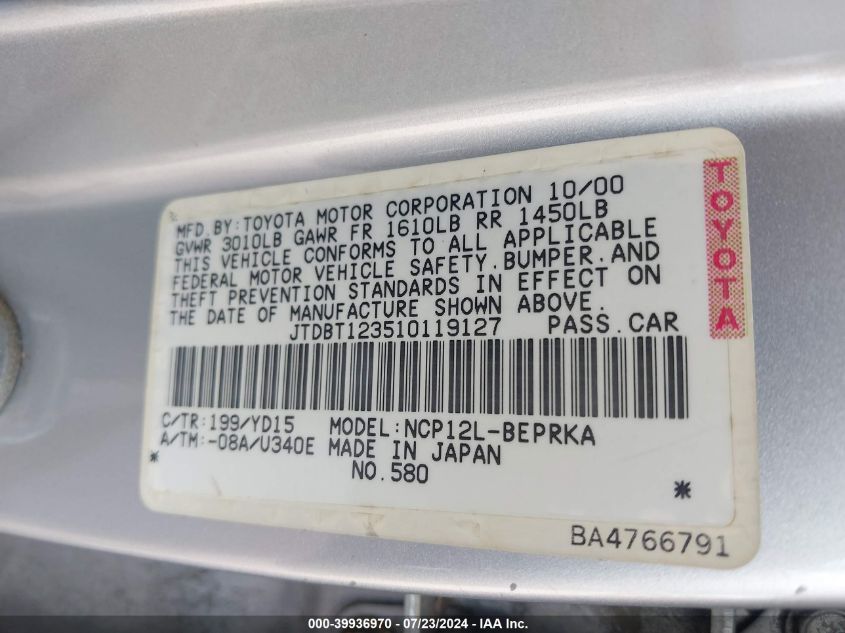 MFD.BY:TOYOTA MOTOR CORPORATION 10/00
GVWR 3010LB GAWR FR 1610LB RR 1450LB
THIS VEHICLE CONFORMS TO ALL APPLICABLE
FEDERAL MOTOR VEHICLE SAFETY,BUMPER,AND
THEFT PREVENTION STANDARDS IN EFFECT ON
THE DATE OF MANUFACTURE SHOWN ABOVE.
JTDBT123510119127 PASS.CAR
TOYOTA
C/TR:199/YD15 MODEL:NCP12L-BEPRKA
A/TM:-08A/U340E MADE IN JAPAN
* NO.580 *
BA4766791
000-39936970 - 07/23/2024 - IAA Inc.